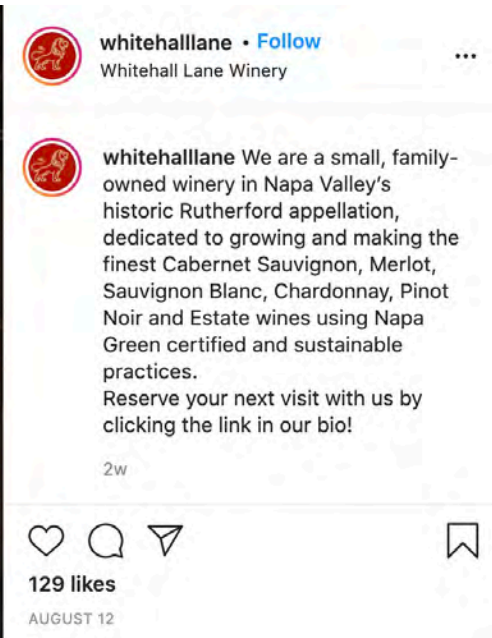 whitehalllane • Follow
Whitehall Lane Winery
whitehalllane We are a small, family-
owned winery in Napa Valley's
historic Rutherford appellation,
dedicated to growing and making the
finest Cabernet Sauvignon, Merlot,
Sauvignon Blanc, Chardonnay, Pinot
Noir and Estate wines using Napa
Green certified and sustainable
practices.
Reserve your next visit with us by
clicking the link in our bio!
2w
129 likes
AUGUST 12